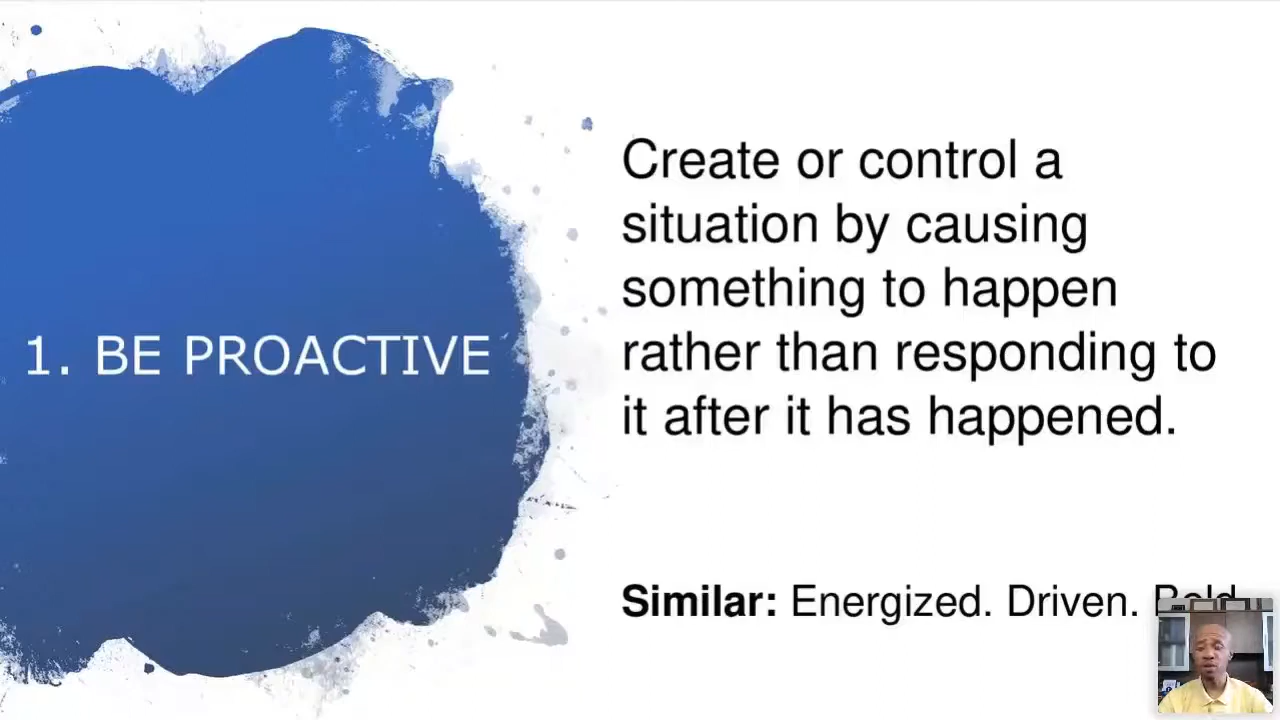 1. BE PROACTIVE
Create or control a
situation by causing
something to happen
rather than responding to
it after it has happened.
Similar: Energized. Driven. Bold